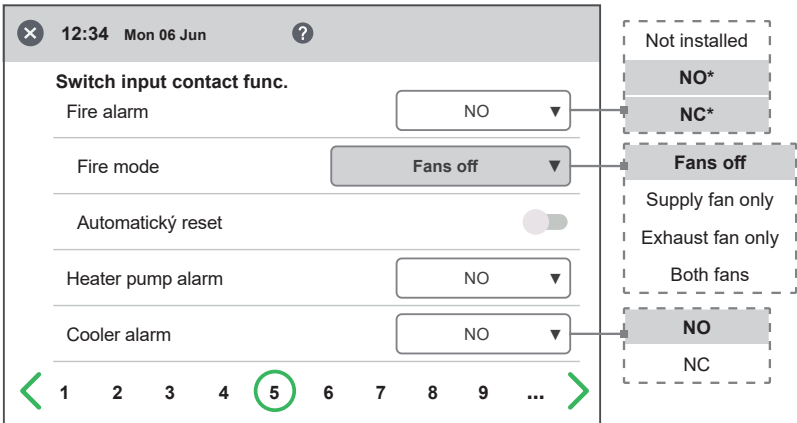 12:34 Mon 06 Jun ?
Switch input contact func.
Fire alarm NO ▼
Fire mode Fans off ▼
Automatický reset
Heater pump alarm NO ▼
Cooler alarm NO ▼
1 2 3 4 5 6 7 8 9 ...
Not installed
NO*
NC*
Fans off
Supply fan only
Exhaust fan only
Both fans
NO
NC